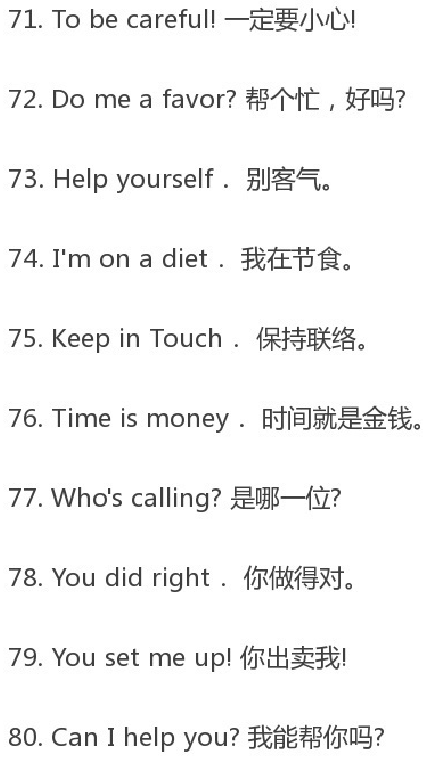 71. To be careful! 一定要小心!
72. Do me a favor? 帮个忙，好吗?
73. Help yourself． 别客气。
74. I'm on a diet． 我在节食。
75. Keep in Touch． 保持联络。
76. Time is money． 时间就是金钱。
77. Who's calling? 是哪一位?
78. You did right． 你做得对。
79. You set me up! 你出卖我!
80. Can I help you? 我能帮你吗?